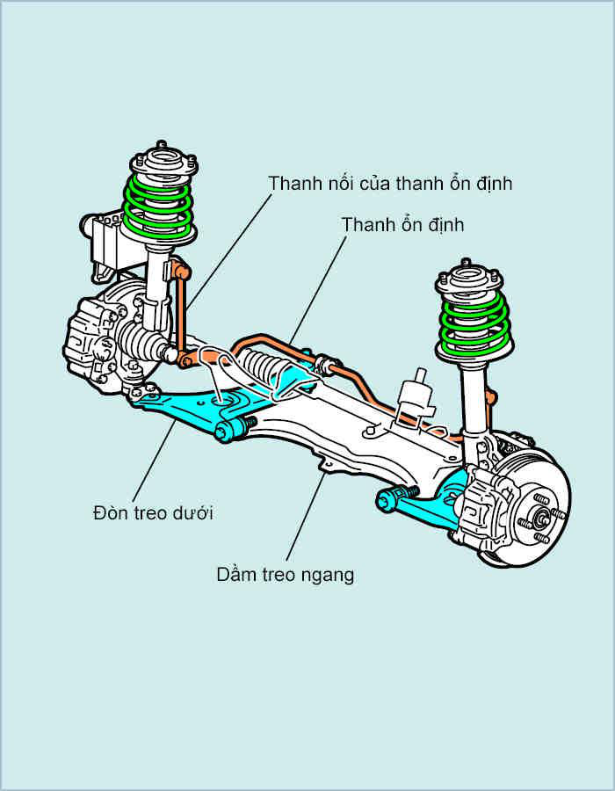 Thanh nối của thanh ổn định
Thanh ổn định
Đòn treo dưới
Dầm treo ngang